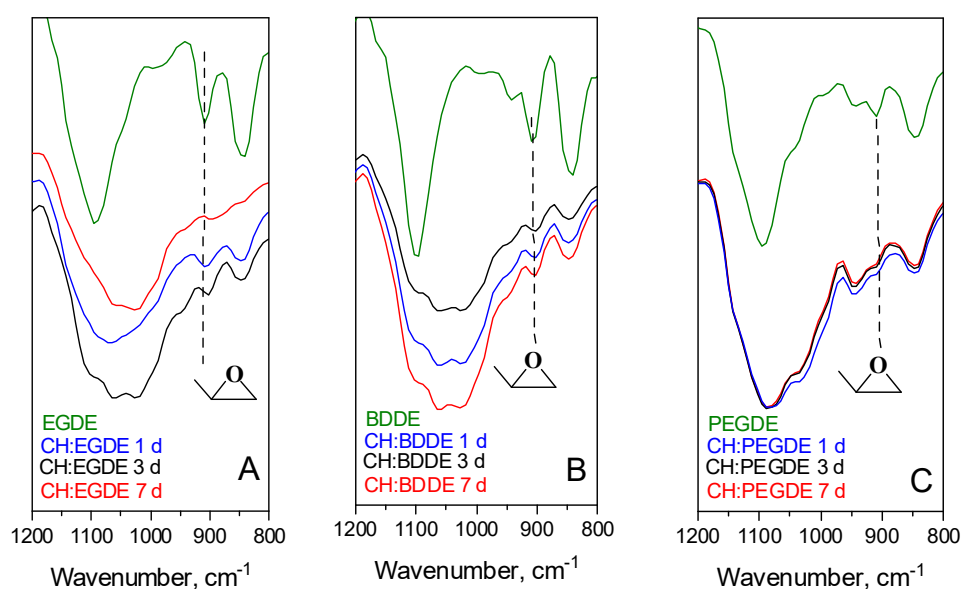 O
EGDE
CH:EGDE 1 d
CH:EGDE 3 d
CH:EGDE 7 d
A
1200 1100 1000 900 800
Wavenumber, cm-1
O
BDDE
CH:BDDE 1 d
CH:BDDE 3 d
CH:BDDE 7 d
B
1200 1100 1000 900 800
Wavenumber, cm-1
O
PEGDE
CH:PEGDE 1 d
CH:PEGDE 3 d
CH:PEGDE 7 d
C
1200 1100 1000 900 800
Wavenumber, cm-1